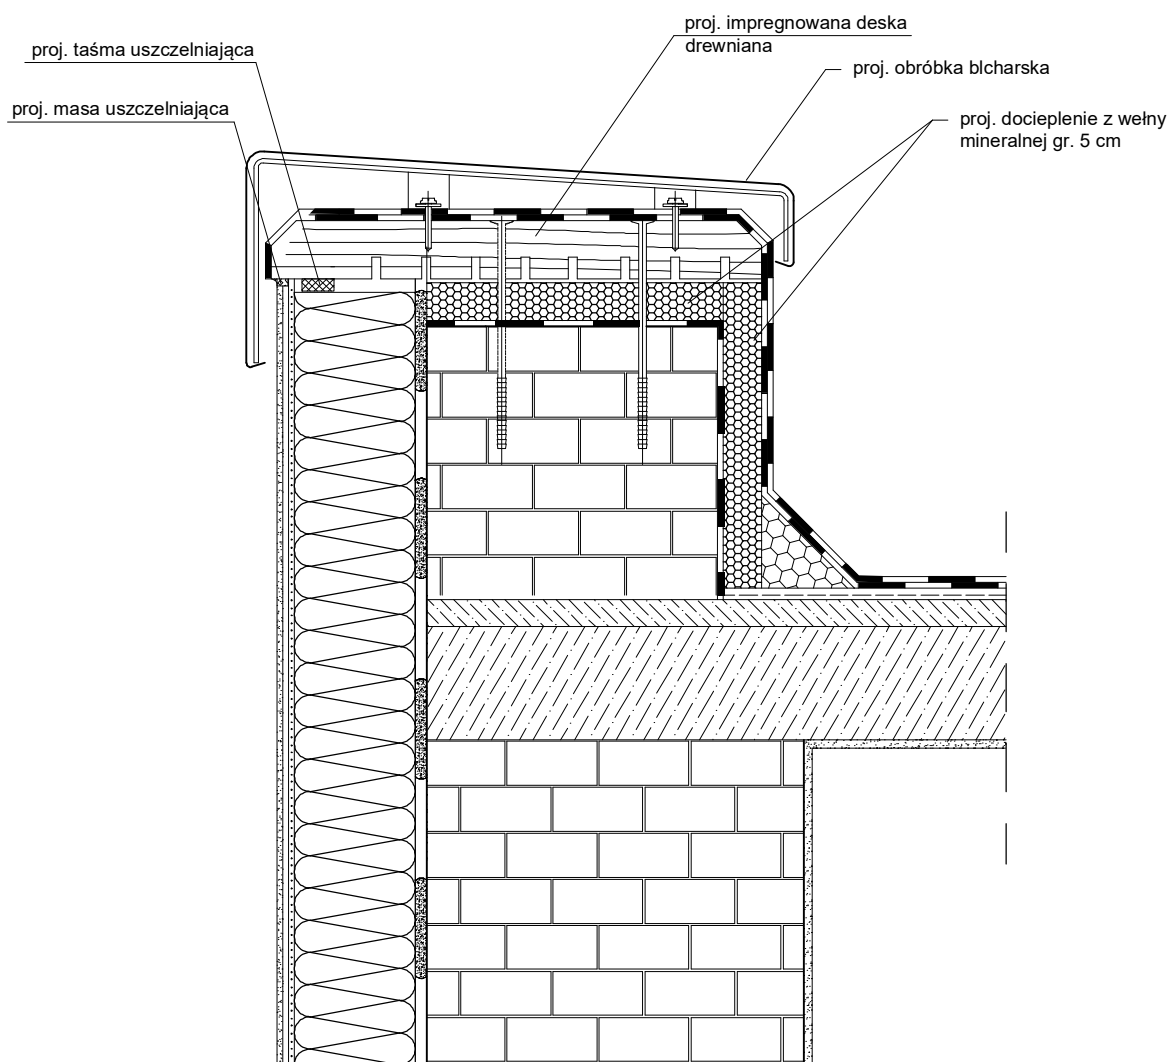 proj. impregnowana deska
drewniana
proj. taśma uszczelniająca
proj. obróbka blcharska
proj. masa uszczelniająca
proj. docieplenie z wełny
mineralnej gr. 5 cm